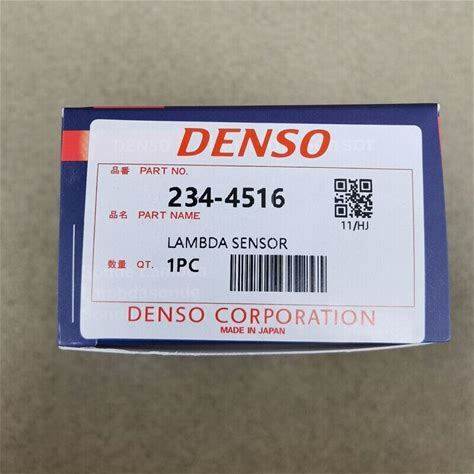 DENSO
品番 PART NO.
234-4516
品名 PART NAME
11/HJ
LAMBDA SENSOR
数量 QT. 1PC
DENSO CORPORATION
MADE IN JAPAN